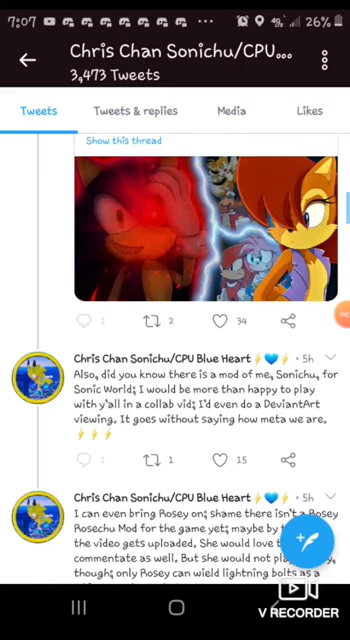 7:07
26%
Chris Chan Sonichu/CPU...
3,473 Tweets
Tweets Tweets & replies Media Likes
Show this thread
1 2 34
Chris Chan Sonichu/CPU Blue Heart⚡💙⚡ • 5h
Also, did you know there is a mod of me, Sonichu, for
Sonic World; I would be more than happy to play
with y'all in a collab vid; I'd even do a DeviantArt
viewing. It goes without saying how meta we are.
⚡⚡⚡
1 1 15
Chris Chan Sonichu/CPU Blue Heart⚡💙⚡ • 5h
I can even bring Rosey on; shame there isn't a Rosey
Rosechu Mod for the game yet; maybe by
the video gets uploaded. She would love
commentate as well. But she would not
though; only Rosey can wield lightning bolts as a
V RECORDER